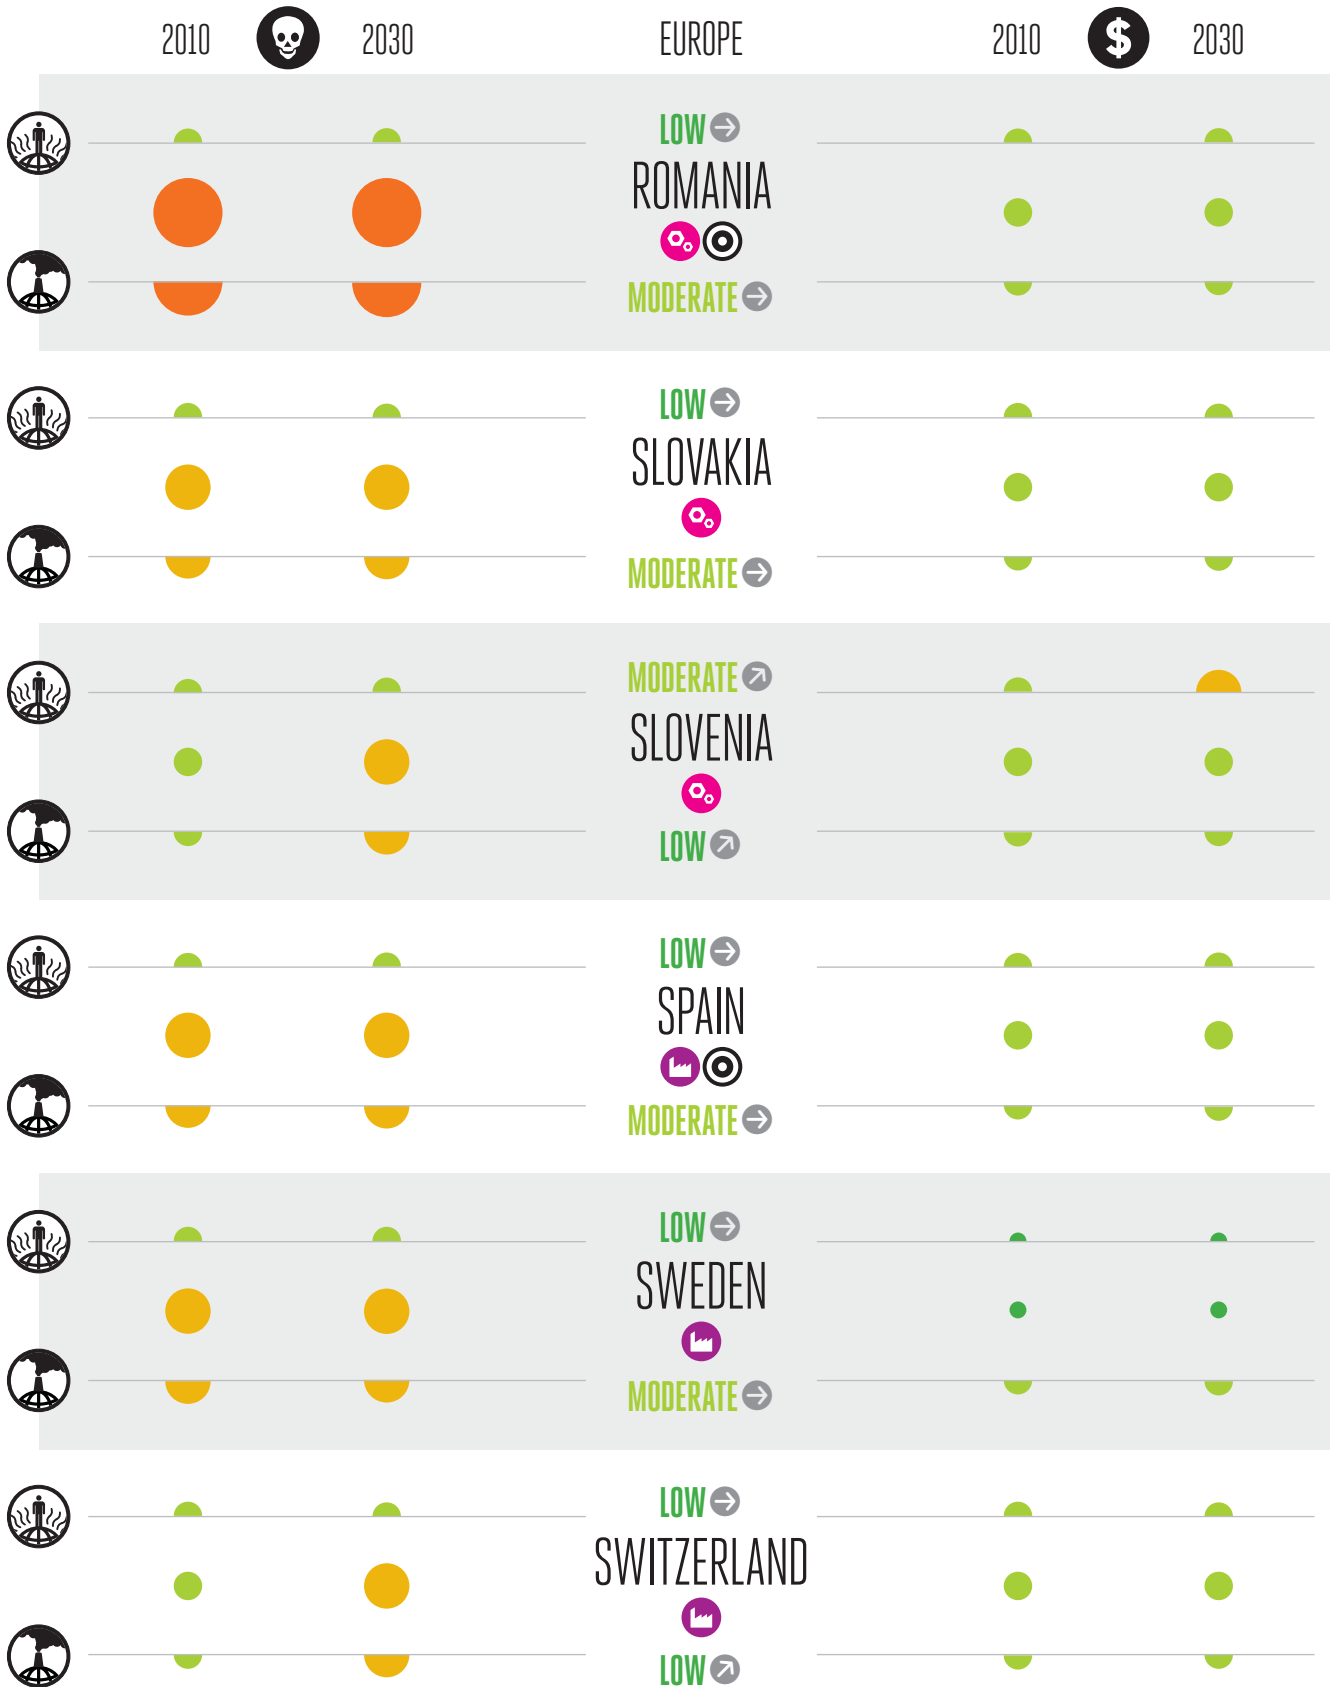 2010 2030 EUROPE 2010 $ 2030
LOW
ROMANIA
MODERATE
LOW
SLOVAKIA
MODERATE
MODERATE
SLOVENIA
LOW
LOW
SPAIN
MODERATE
LOW
SWEDEN
MODERATE
LOW
SWITZERLAND
LOW